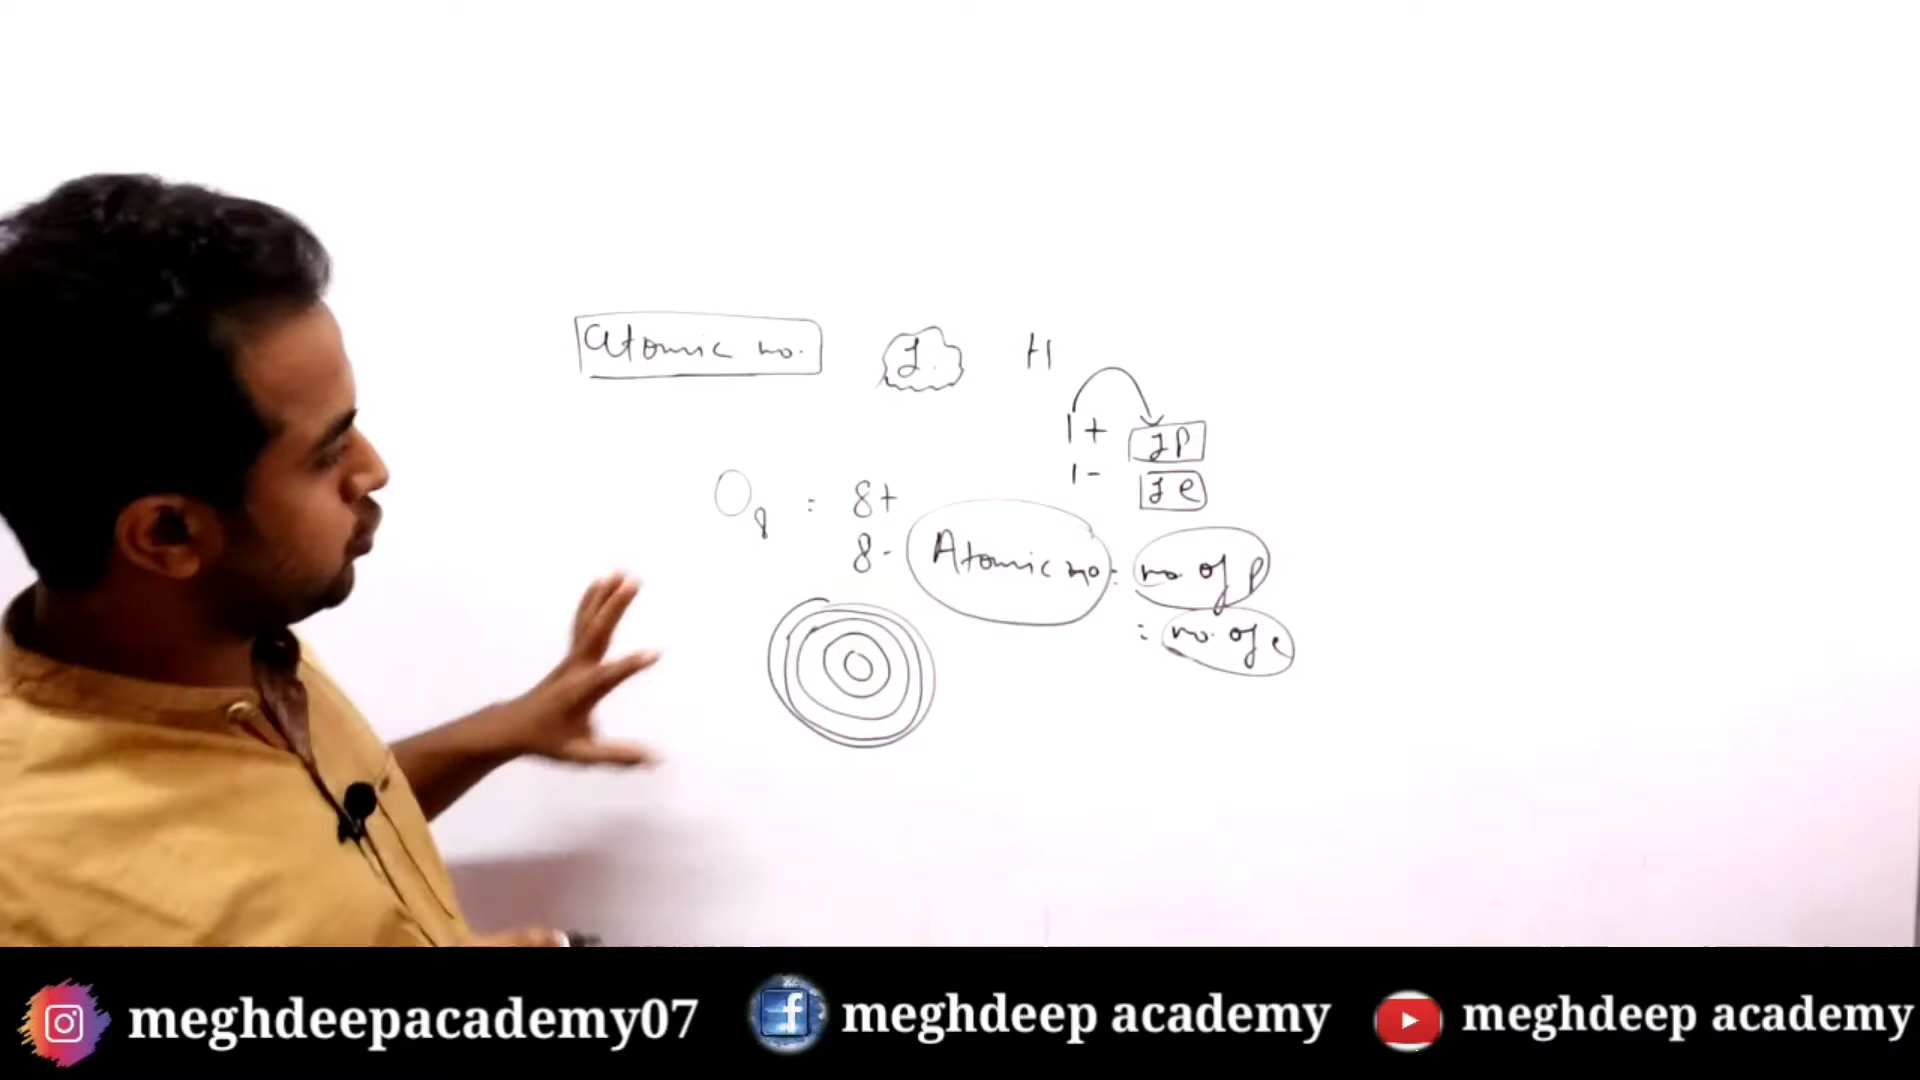 Atomic no. 1. H
1+ 1P
1- 1e
O8 = 8+
8-
Atomic no = no. of p
= no. of e
meghdeepacademy07 meghdeep academy meghdeep academy